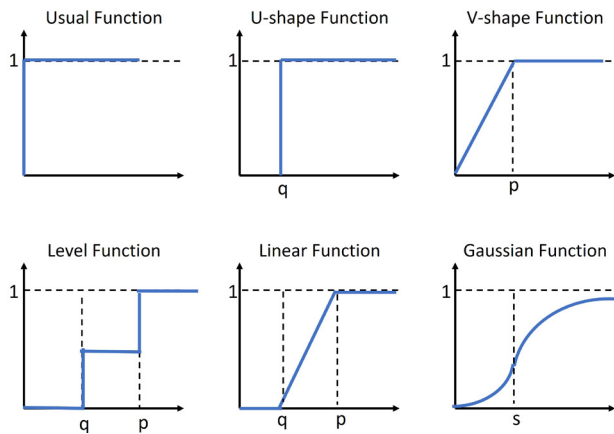 Usual Function
U-shape Function
V-shape Function
1
1
1
q
p
Level Function
Linear Function
Gaussian Function
1
1
1
q
p
q
p
s